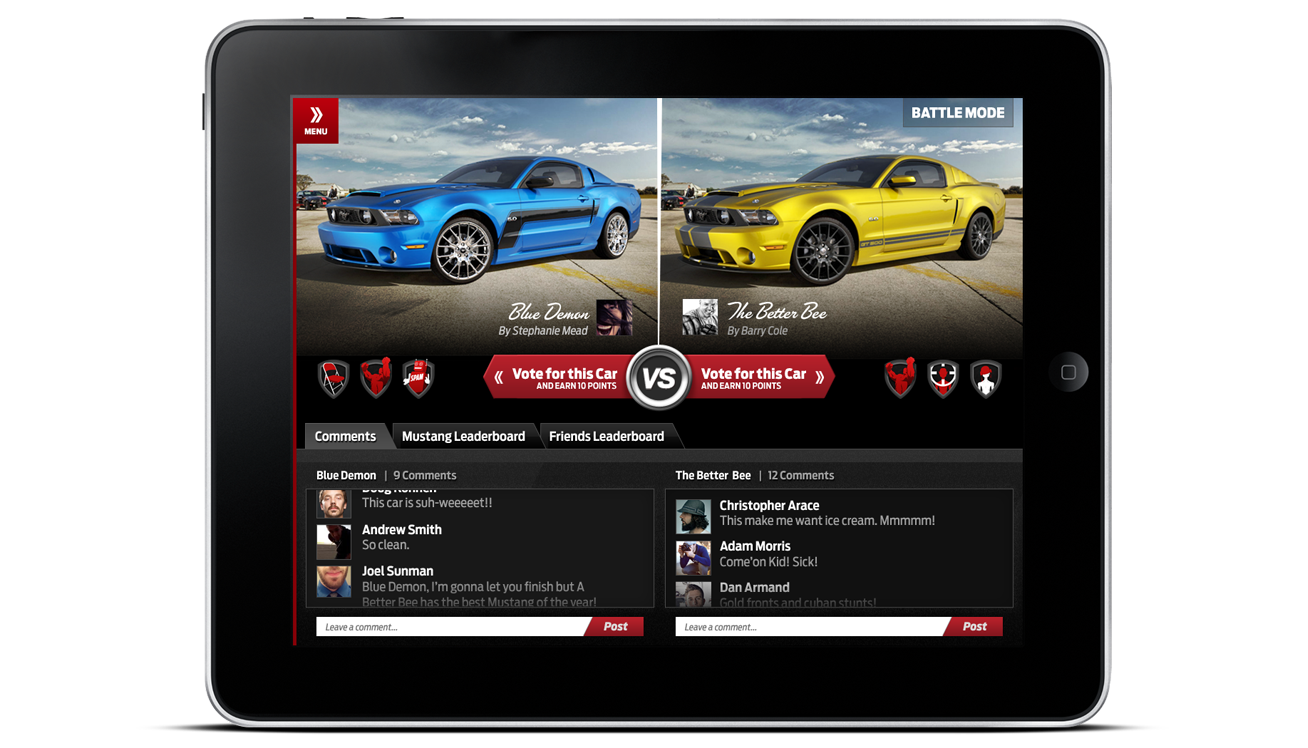 MENU
BATTLE MODE
5.0
GT 500
Blue Demon
By Stephanie Mead
The Better Bee
By Barry Cole
SPAM
« Vote for this Car
AND EARN 10 POINTS
VS
Vote for this Car »
AND EARN 10 POINTS
Comments
Mustang Leaderboard
Friends Leaderboard
Blue Demon | 9 Comments
This car is suh-weeeeet!!
Andrew Smith
So clean.
Joel Sunman
Blue Demon, I'm gonna let you finish but A
Better Bee has the best Mustang of the year!
Leave a comment...
Post
The Better Bee | 12 Comments
Christopher Arace
This make me want ice cream. Mmmmm!
Adam Morris
Come'on Kid! Sick!
Dan Armand
Gold fronts and cuban stunts!
Leave a comment...
Post